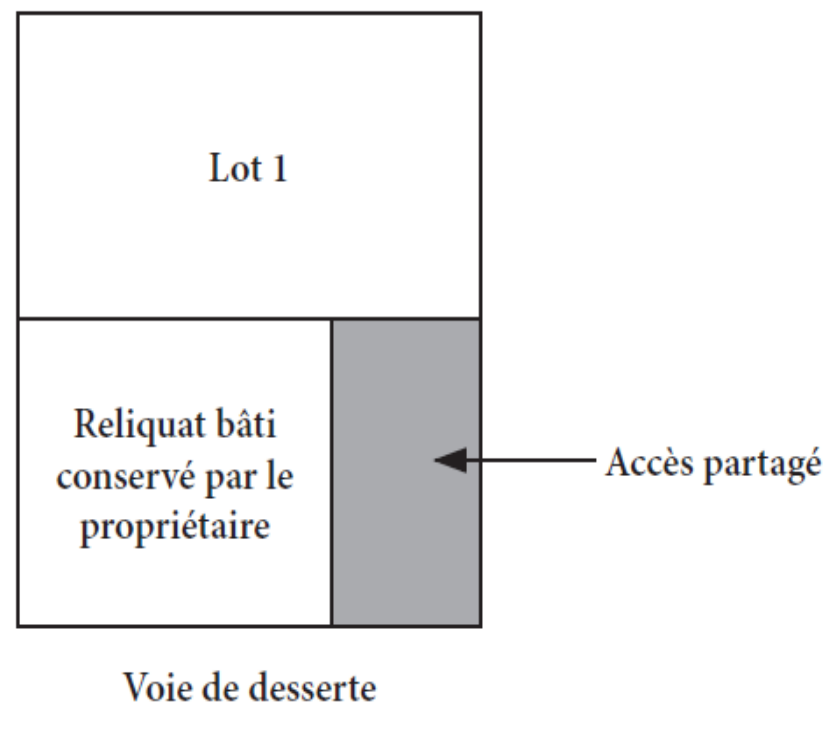 Lot 1
Reliquat bâti
conservé par le
propriétaire
Accès partagé
Voie de desserte